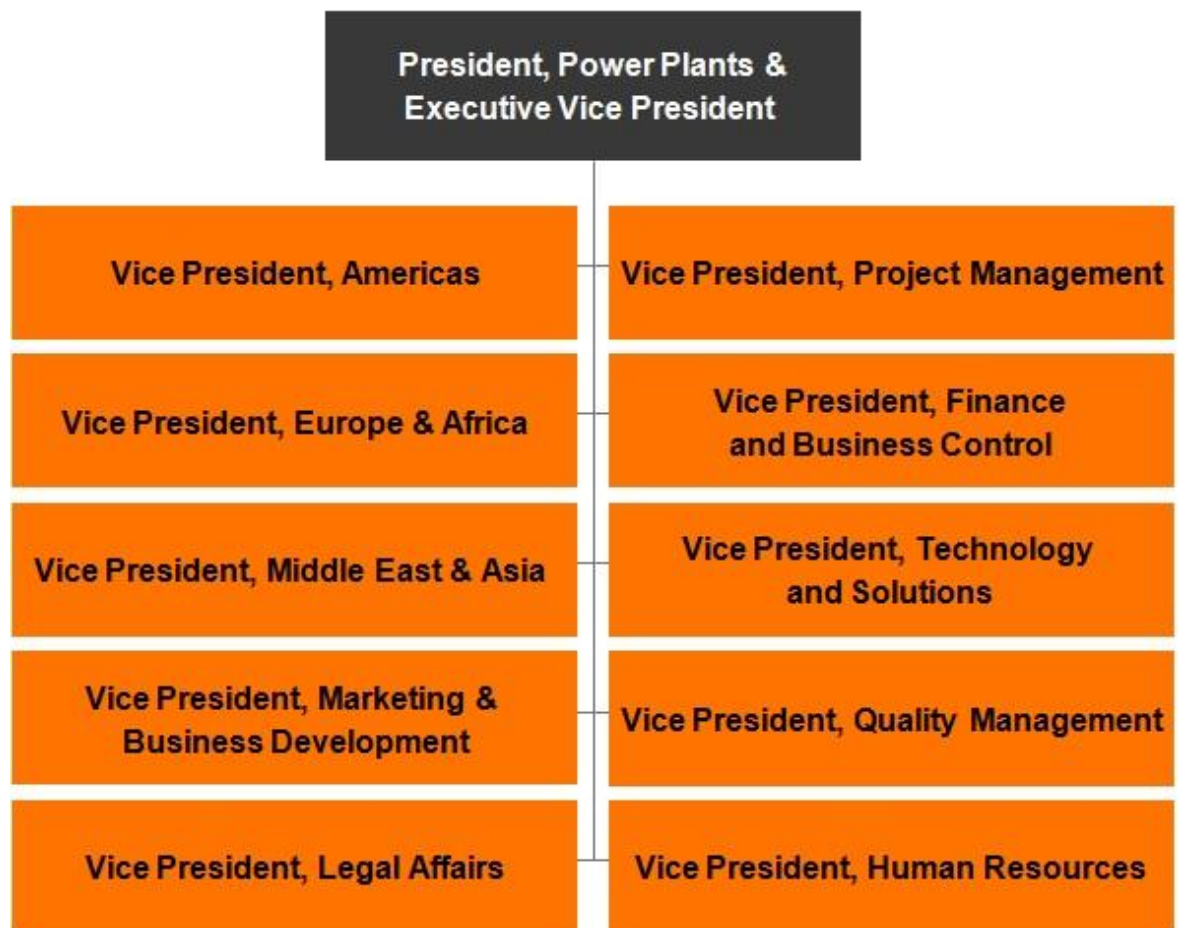 President, Power Plants &
Executive Vice President
Vice President, Americas
Vice President, Project Management
Vice President, Europe & Africa
Vice President, Finance
and Business Control
Vice President, Middle East & Asia
Vice President, Technology
and Solutions
Vice President, Marketing &
Business Development
Vice President, Quality Management
Vice President, Legal Affairs
Vice President, Human Resources